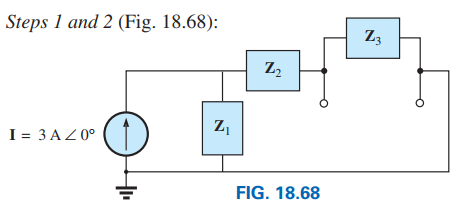 Steps 1 and 2 (Fig. 18.68):
Z₃
Z₂
Z₁
I = 3 A∠0°
FIG. 18.68